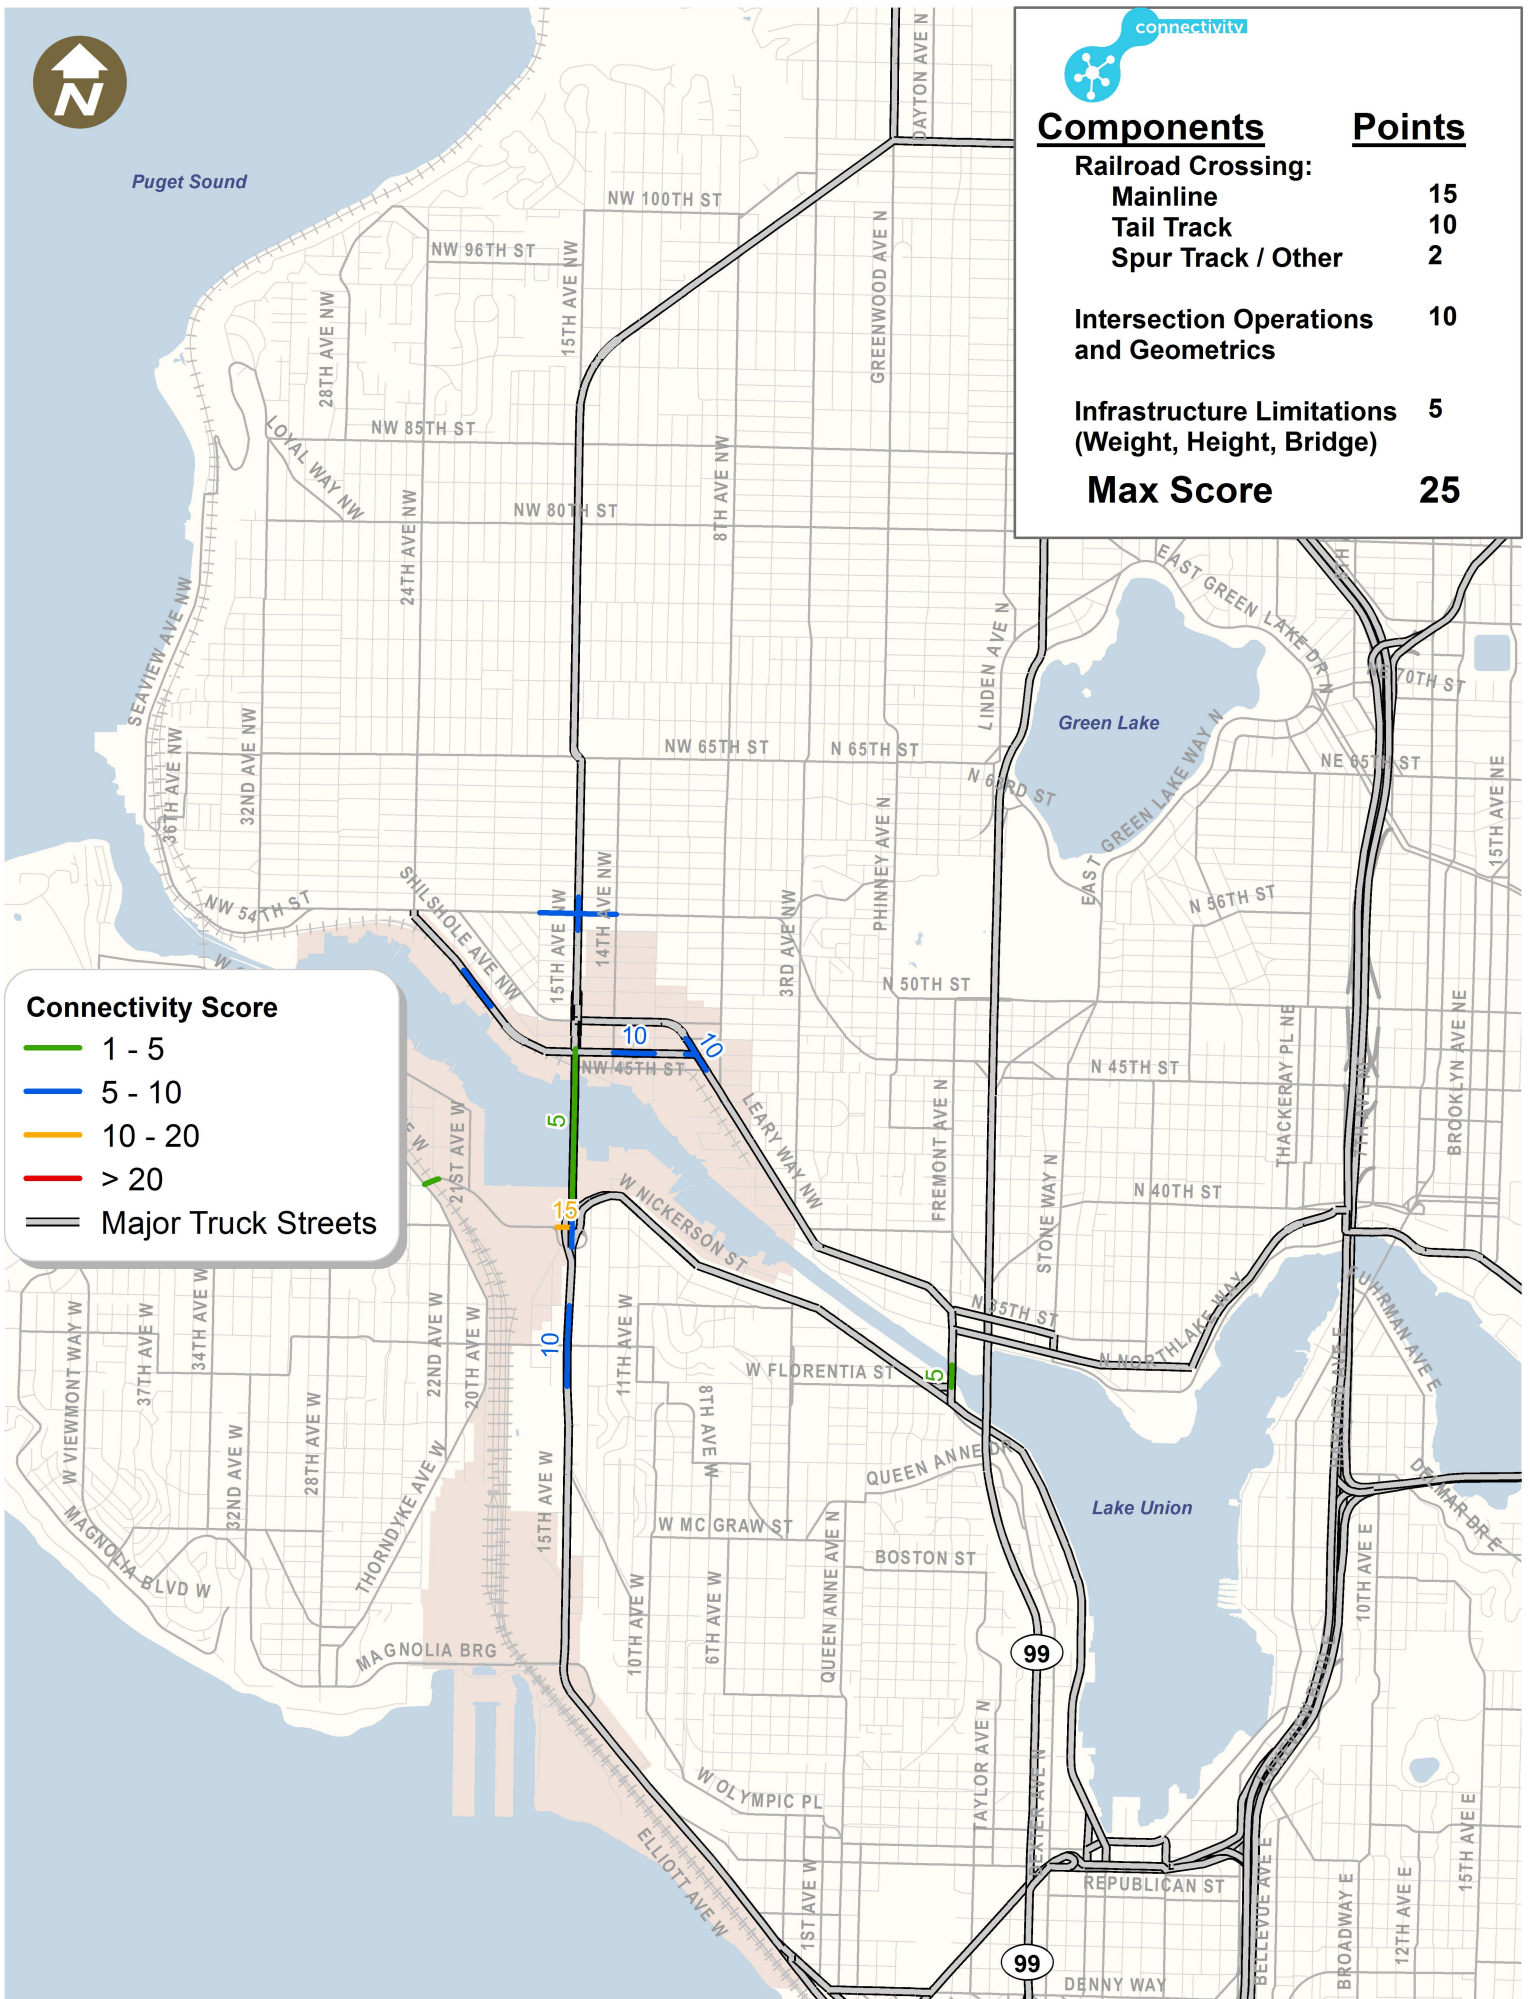 connectivity
Components Points
Railroad Crossing:
Mainline 15
Tail Track 10
Spur Track / Other 2
Intersection Operations 10
and Geometrics
Infrastructure Limitations 5
(Weight, Height, Bridge)
Max Score 25
N
Puget Sound
DAYTON AVE N
NW 100TH ST
NW 96TH ST
15TH AVE NW
GREENWOOD AVE N
28TH AVE NW
LOYAL WAY NW
NW 85TH ST
8TH AVE NW
24TH AVE NW
NW 80TH ST
EAST GREEN LAKE DR N
SEAVIEW AVE NW
LINDEN AVE N
NE 70TH ST
Green Lake
32ND AVE NW
36TH AVE NW
NW 65TH ST
N 65TH ST
N 63RD ST
EAST GREEN LAKE WAY N
NE 65TH ST
15TH AVE NE
PHINNEY AVE N
SHILSHOLE AVE NW
NW 54TH ST
15TH AVE NW
14TH AVE NW
3RD AVE NW
N 56TH ST
N 50TH ST
Connectivity Score
1 - 5
5 - 10
10 - 20
> 20
Major Truck Streets
10
10
NW 45TH ST
N 45TH ST
THACKERAY PL NE
BROOKLYN AVE NE
7TH AVE NE
5
LEARY WAY NW
FREMONT AVE N
STONE WAY N
N 40TH ST
21ST AVE W
W NICKERSON ST
15
10
N 35TH ST
N NORTHLAKE WAY
FUHRMAN AVE E
W VIEWMONT WAY W
37TH AVE W
34TH AVE W
22ND AVE W
20TH AVE W
11TH AVE W
W FLORENTIA ST
5
8TH AVE W
32ND AVE W
28TH AVE W
THORNDYKE AVE W
15TH AVE W
QUEEN ANNE DR
HARVARD AVE E
DELMAR DR E
Lake Union
MAGNOLIA BLVD W
W MC GRAW ST
BOSTON ST
QUEEN ANNE AVE N
10TH AVE E
10TH AVE W
6TH AVE W
MAGNOLIA BRG
99
TAYLOR AVE N
DEXTER AVE N
W OLYMPIC PL
ELLIOTT AVE W
1ST AVE W
REPUBLICAN ST
BELLEVUE AVE E
BROADWAY E
12TH AVE E
15TH AVE E
99
DENNY WAY